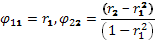 φ₁₁ = r₁, φ₂₂ = (r₂ − r₁²) / (1 − r₁²)